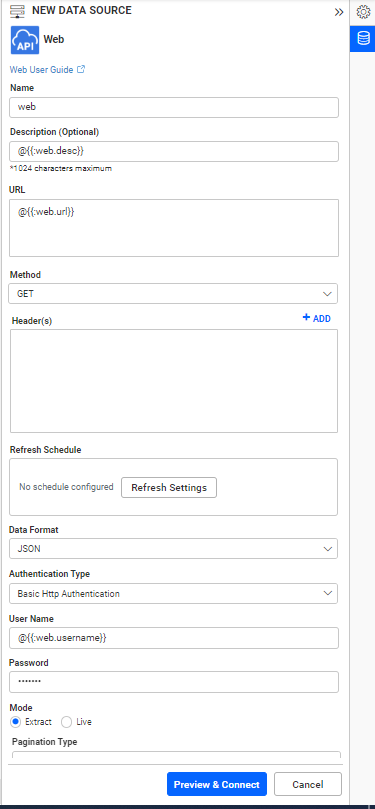 NEW DATA SOURCE
API
Web
Web User Guide
Name
web
Description (Optional)
@{{:web.desc}}
*1024 characters maximum
URL
@{{:web.url}}
Method
GET
Header(s)
+ ADD
Refresh Schedule
No schedule configured
Refresh Settings
Data Format
JSON
Authentication Type
Basic Http Authentication
User Name
@{{:web.username}}
Password
•••••••
Mode
Extract
Live
Pagination Type
Preview & Connect
Cancel